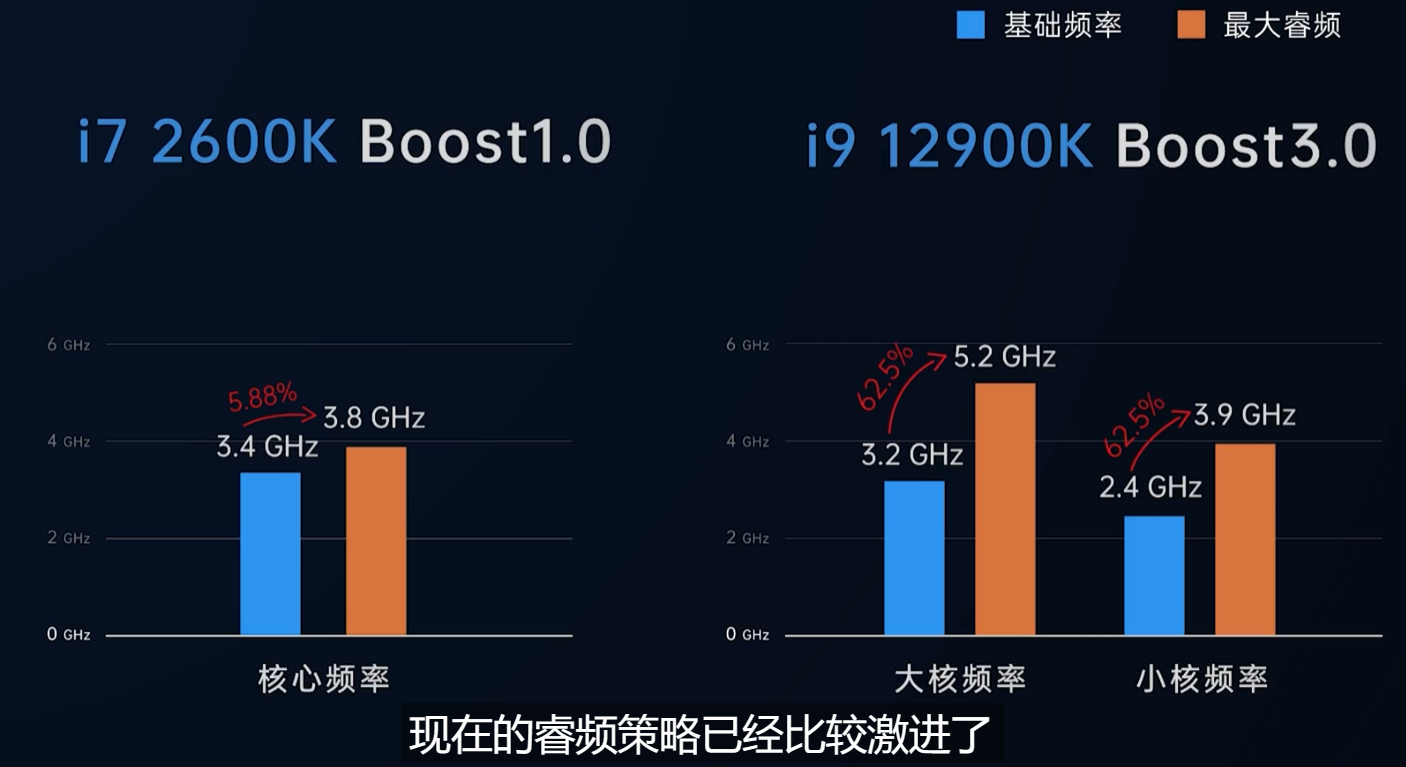 基础频率 最大睿频
i7 2600K Boost1.0
i9 12900K Boost3.0
6 GHz
5.88%
3.8 GHz
4 GHz
3.4 GHz
2 GHz
0 GHz
核心频率
6 GHz
62.5%
5.2 GHz
62.5%
3.9 GHz
4 GHz
3.2 GHz
2.4 GHz
2 GHz
0 GHz
大核频率 小核频率
现在的睿频策略已经比较激进了